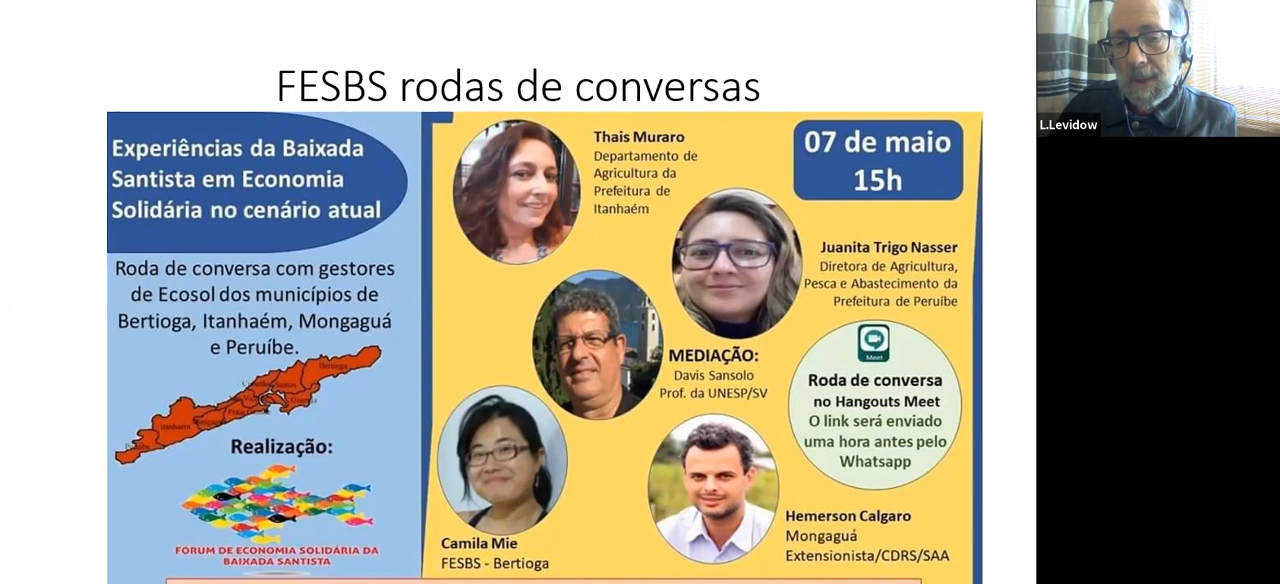 FESBS rodas de conversas
L.Levidow
Experiências da Baixada
Santista em Economia
Solidária no cenário atual
Roda de conversa com gestores
de Ecosol dos municípios de
Bertioga, Itanhaém, Mongaguá
e Peruíbe.
Bertioga
Santos
Itanhaem
Realização:
FÓRUM DE ECONOMIA SOLIDÁRIA DA
BAIXADA SANTISTA
Thais Muraro
Departamento de
Agricultura da
Prefeitura de
Itanhaém
07 de maio
15h
Juanita Trigo Nasser
Diretora de Agricultura,
Pesca e Abastecimento da
Prefeitura de Peruíbe
MEDIAÇÃO:
Davis Sansolo
Prof. da UNESP/SV
Meet
Roda de conversa
no Hangouts Meet
O link será enviado
uma hora antes pelo
Whatsapp
Camila Mie
FESBS - Bertioga
Hemerson Calgaro
Mongaguá
Extensionista/CDRS/SAA